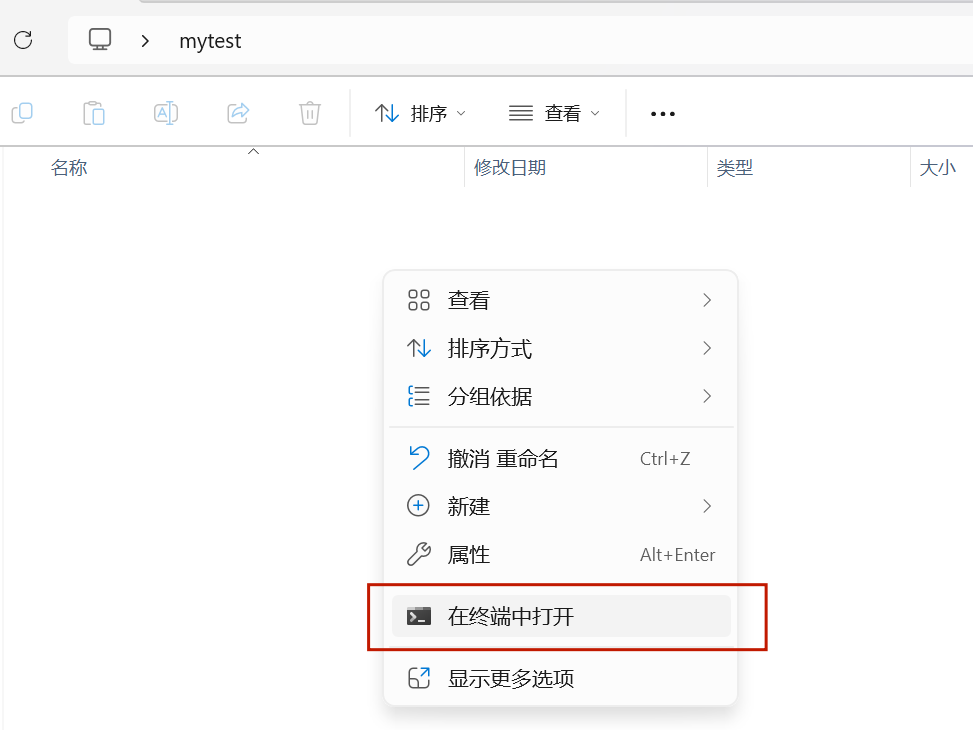 mytest
排序 查看
名称 修改日期 类型 大小
查看
排序方式
分组依据
撤消 重命名 Ctrl+Z
新建
属性 Alt+Enter
在终端中打开
显示更多选项